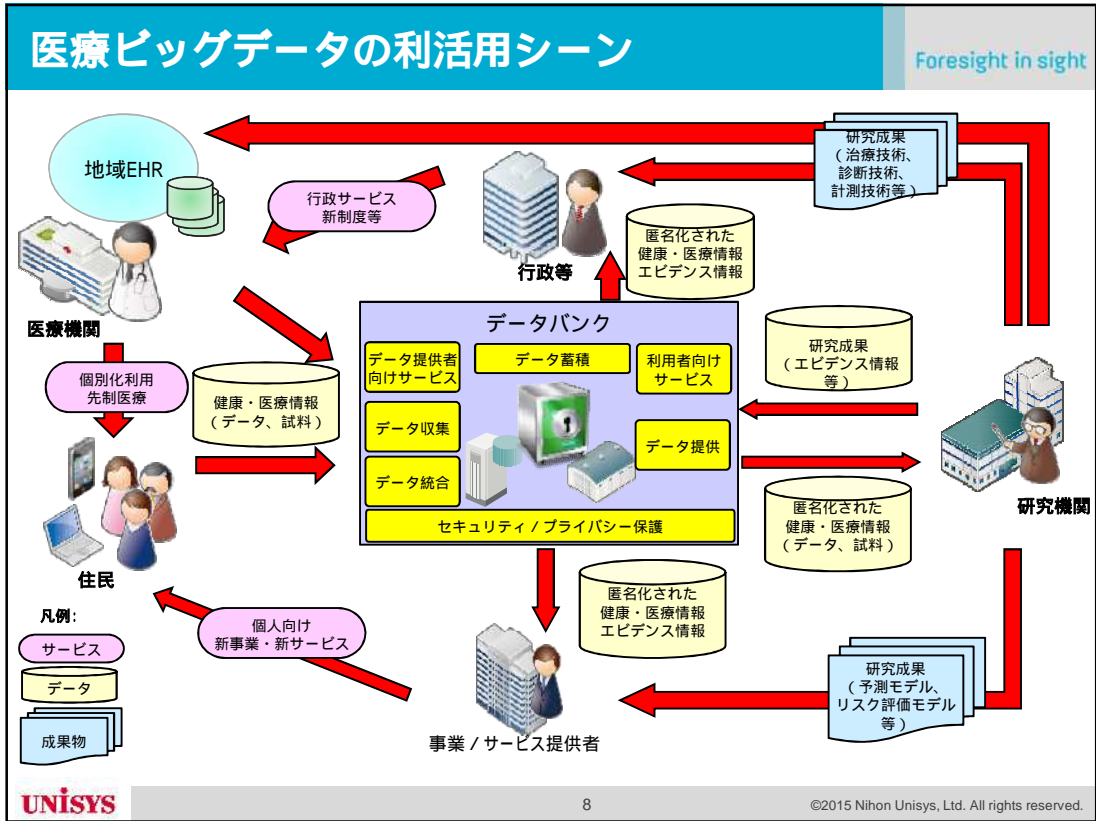 医療ビッグデータの利活用シーン
Foresight in sight
地域EHR
行政サービス
新制度等
行政等
研究成果
(治療技術、
診断技術、
計測技術等)
匿名化された
健康・医療情報
エビデンス情報
医療機関
個別化利用
先制医療
健康・医療情報
(データ、試料)
データバンク
データ提供者
向けサービス
データ蓄積
利用者向け
サービス
データ収集
データ提供
データ統合
セキュリティ/プライバシー保護
研究成果
(エビデンス情報
等)
研究機関
匿名化された
健康・医療情報
(データ、試料)
住民
個人向け
新事業・新サービス
匿名化された
健康・医療情報
エビデンス情報
事業/サービス提供者
研究成果
(予測モデル、
リスク評価モデル
等)
凡例:
サービス
データ
成果物
UNISYS
8
©2015 Nihon Unisys, Ltd. All rights reserved.